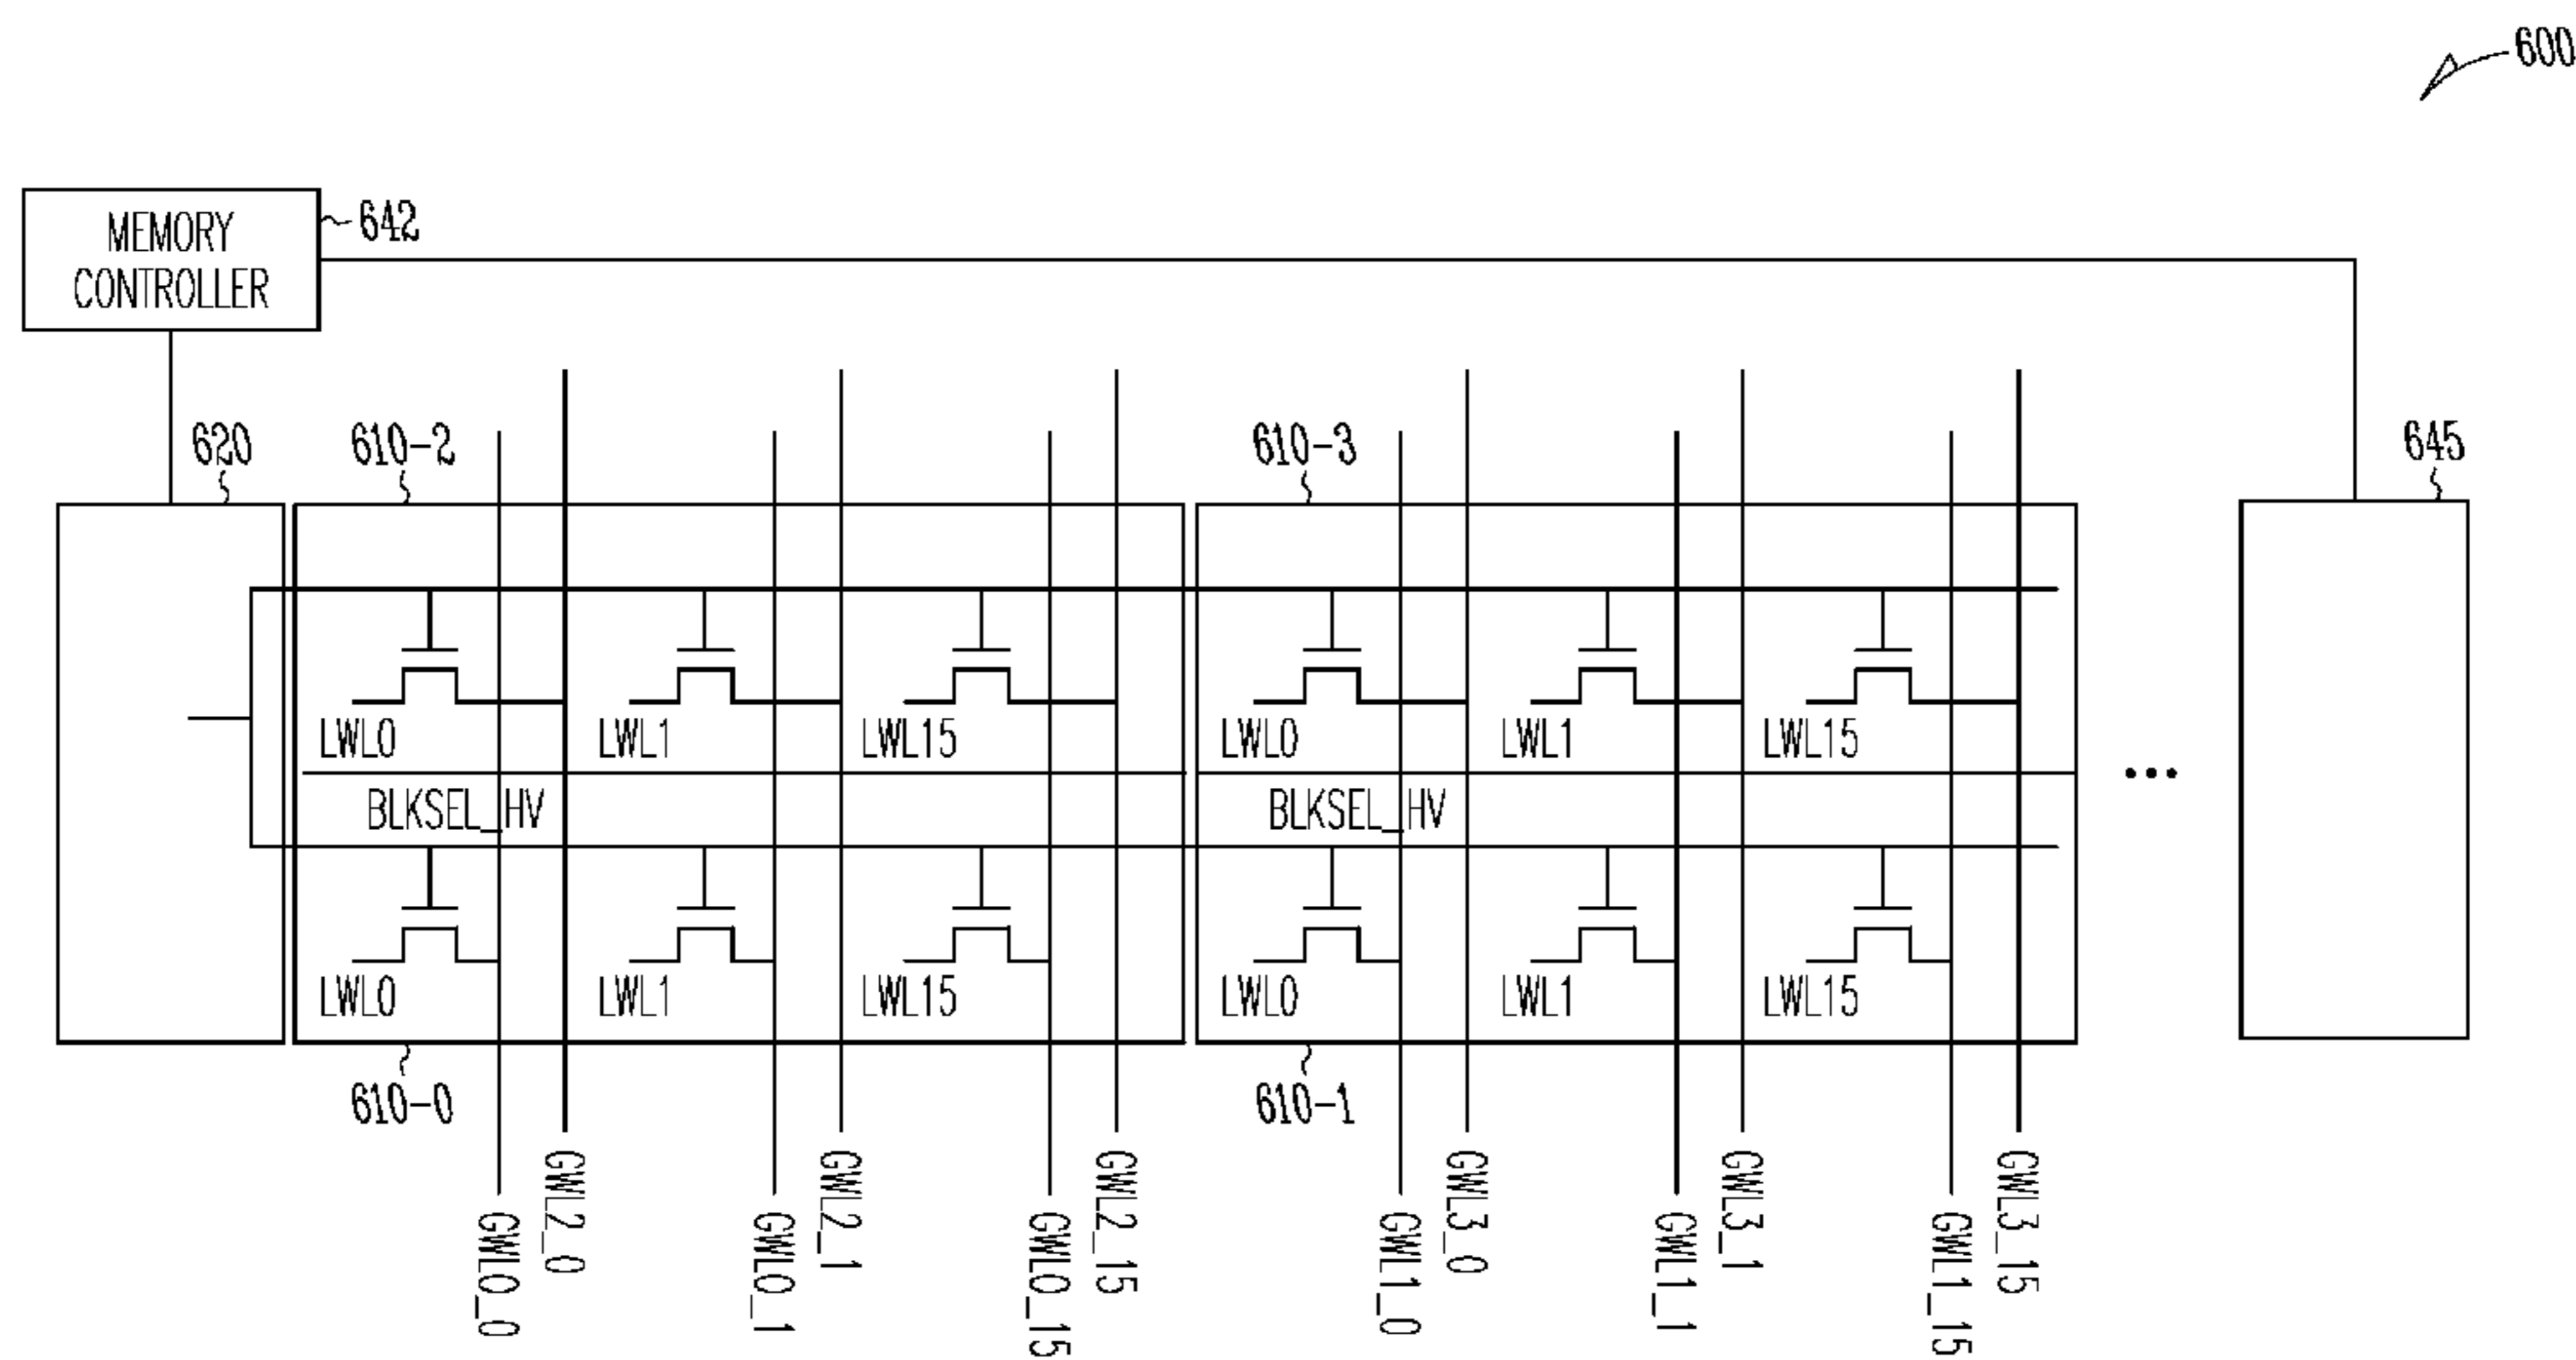 600
MEMORY
CONTROLLER
642
620
610-2
610-3
645
LWL0
LWL1
LWL15
LWL0
LWL1
LWL15
BLKSEL_HV
BLKSEL_HV
...
LWL0
LWL1
LWL15
LWL0
LWL1
LWL15
610-0
610-1
GWL0_0
GWL2_0
GWL0_1
GWL2_1
GWL0_15
GWL2_15
GWL1_0
GWL3_0
GWL1_1
GWL3_1
GWL1_15
GWL3_15